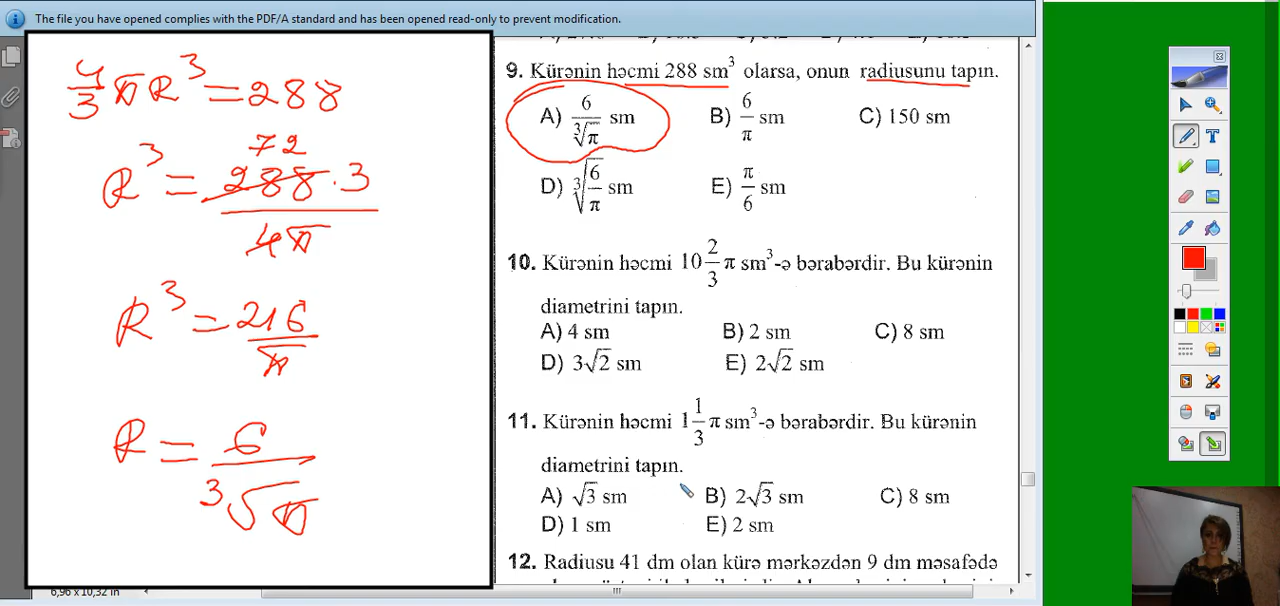 The file you have opened complies with the PDF/A standard and has been opened read-only to prevent modification.
4/3 πR³ = 288
72
R³ = 288 · 3 / 4π
R³ = 216 / π
R = 6 / ³√π
9. Kürənin həcmi 288 sm³ olarsa, onun radiusunu tapın.
A) 6/³√π sm B) 6/π sm C) 150 sm
D) ³√(6/π) sm E) π/6 sm
10. Kürənin həcmi 10 2/3 π sm³-ə bərabərdir. Bu kürənin
diametrini tapın.
A) 4 sm B) 2 sm C) 8 sm
D) 3√2 sm E) 2√2 sm
11. Kürənin həcmi 1 1/3 π sm³-ə bərabərdir. Bu kürənin
diametrini tapın.
A) √3 sm B) 2√3 sm C) 8 sm
D) 1 sm E) 2 sm
12. Radiusu 41 dm olan kürə mərkəzdən 9 dm məsafədə
6,96 x 10,32 in